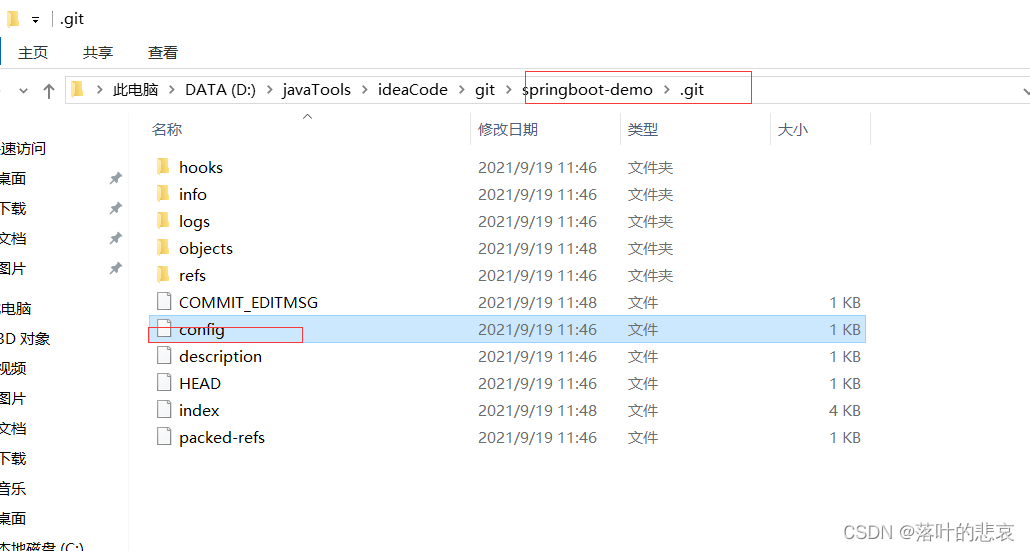 .git
主页 共享 查看
此电脑 > DATA (D:) > javaTools > ideaCode > git > springboot-demo > .git
名称 修改日期 类型 大小
速访问
桌面
下载
文档
图片
电脑
3D 对象
视频
图片
文档
下载
音乐
桌面
本地磁盘 (C:)
hooks 2021/9/19 11:46 文件夹
info 2021/9/19 11:46 文件夹
logs 2021/9/19 11:46 文件夹
objects 2021/9/19 11:48 文件夹
refs 2021/9/19 11:46 文件夹
COMMIT_EDITMSG 2021/9/19 11:48 文件 1 KB
config 2021/9/19 11:46 文件 1 KB
description 2021/9/19 11:46 文件 1 KB
HEAD 2021/9/19 11:46 文件 1 KB
index 2021/9/19 11:48 文件 4 KB
packed-refs 2021/9/19 11:46 文件 1 KB
CSDN @落叶的悲哀